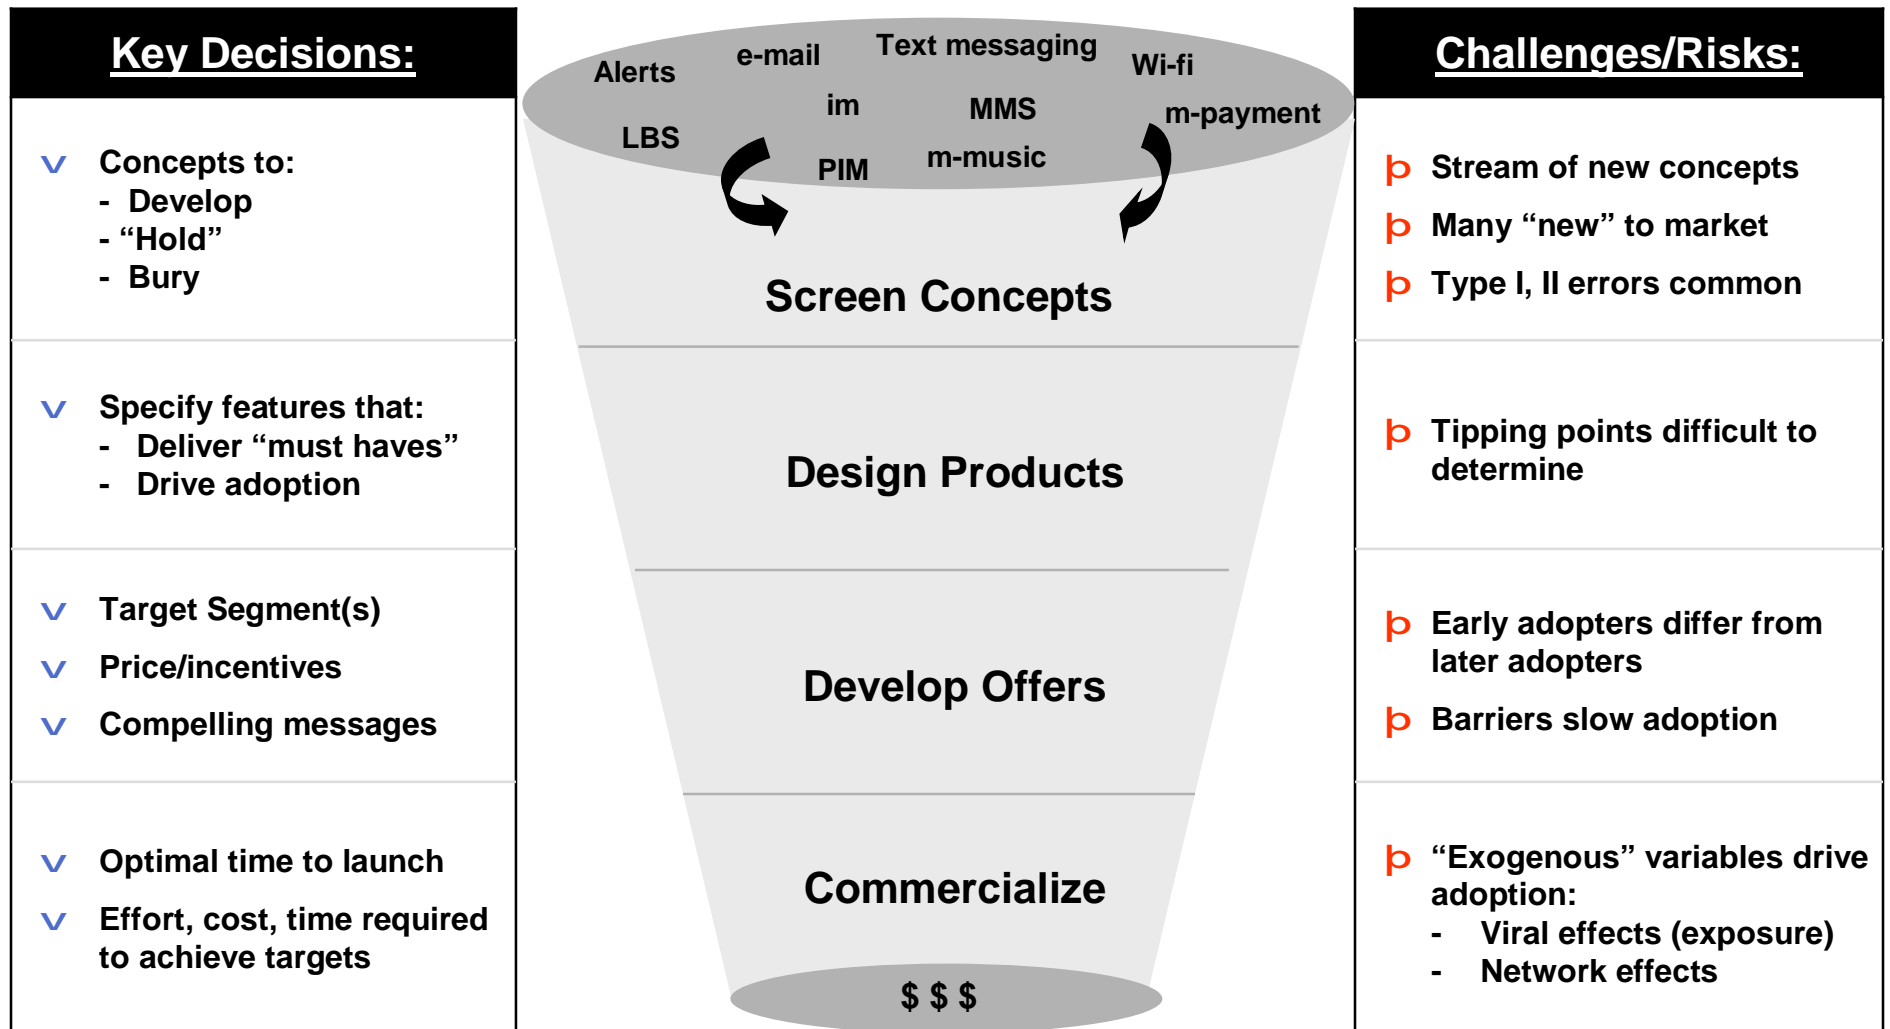 Key Decisions:
v Concepts to:
- Develop
- “Hold”
- Bury
v Specify features that:
- Deliver “must haves”
- Drive adoption
v Target Segment(s)
v Price/incentives
v Compelling messages
v Optimal time to launch
v Effort, cost, time required
to achieve targets
Alerts
e-mail
Text messaging
Wi-fi
im
MMS
m-payment
LBS
PIM
m-music
Screen Concepts
Design Products
Develop Offers
Commercialize
$ $ $
Challenges/Risks:
þ Stream of new concepts
þ Many “new” to market
þ Type I, II errors common
þ Tipping points difficult to
determine
þ Early adopters differ from
later adopters
þ Barriers slow adoption
þ “Exogenous” variables drive
adoption:
- Viral effects (exposure)
- Network effects